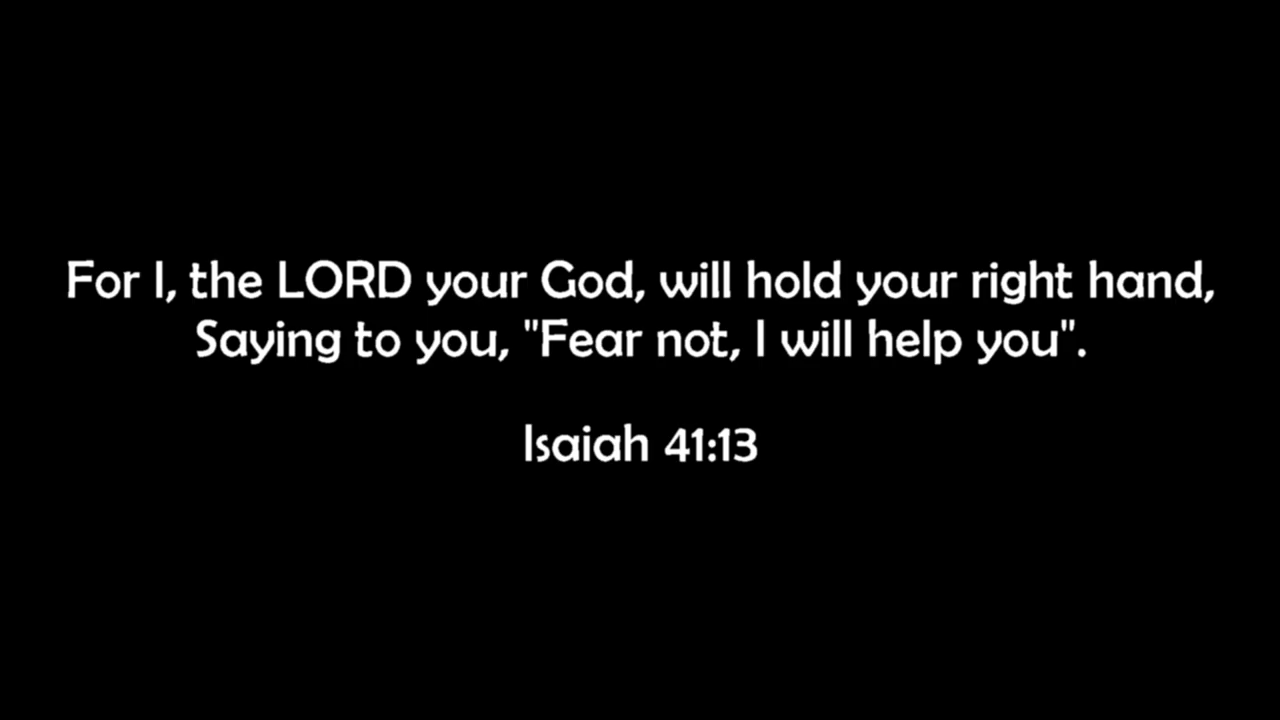 For I, the LORD your God, will hold your right hand,
Saying to you, "Fear not, I will help you".
Isaiah 41:13